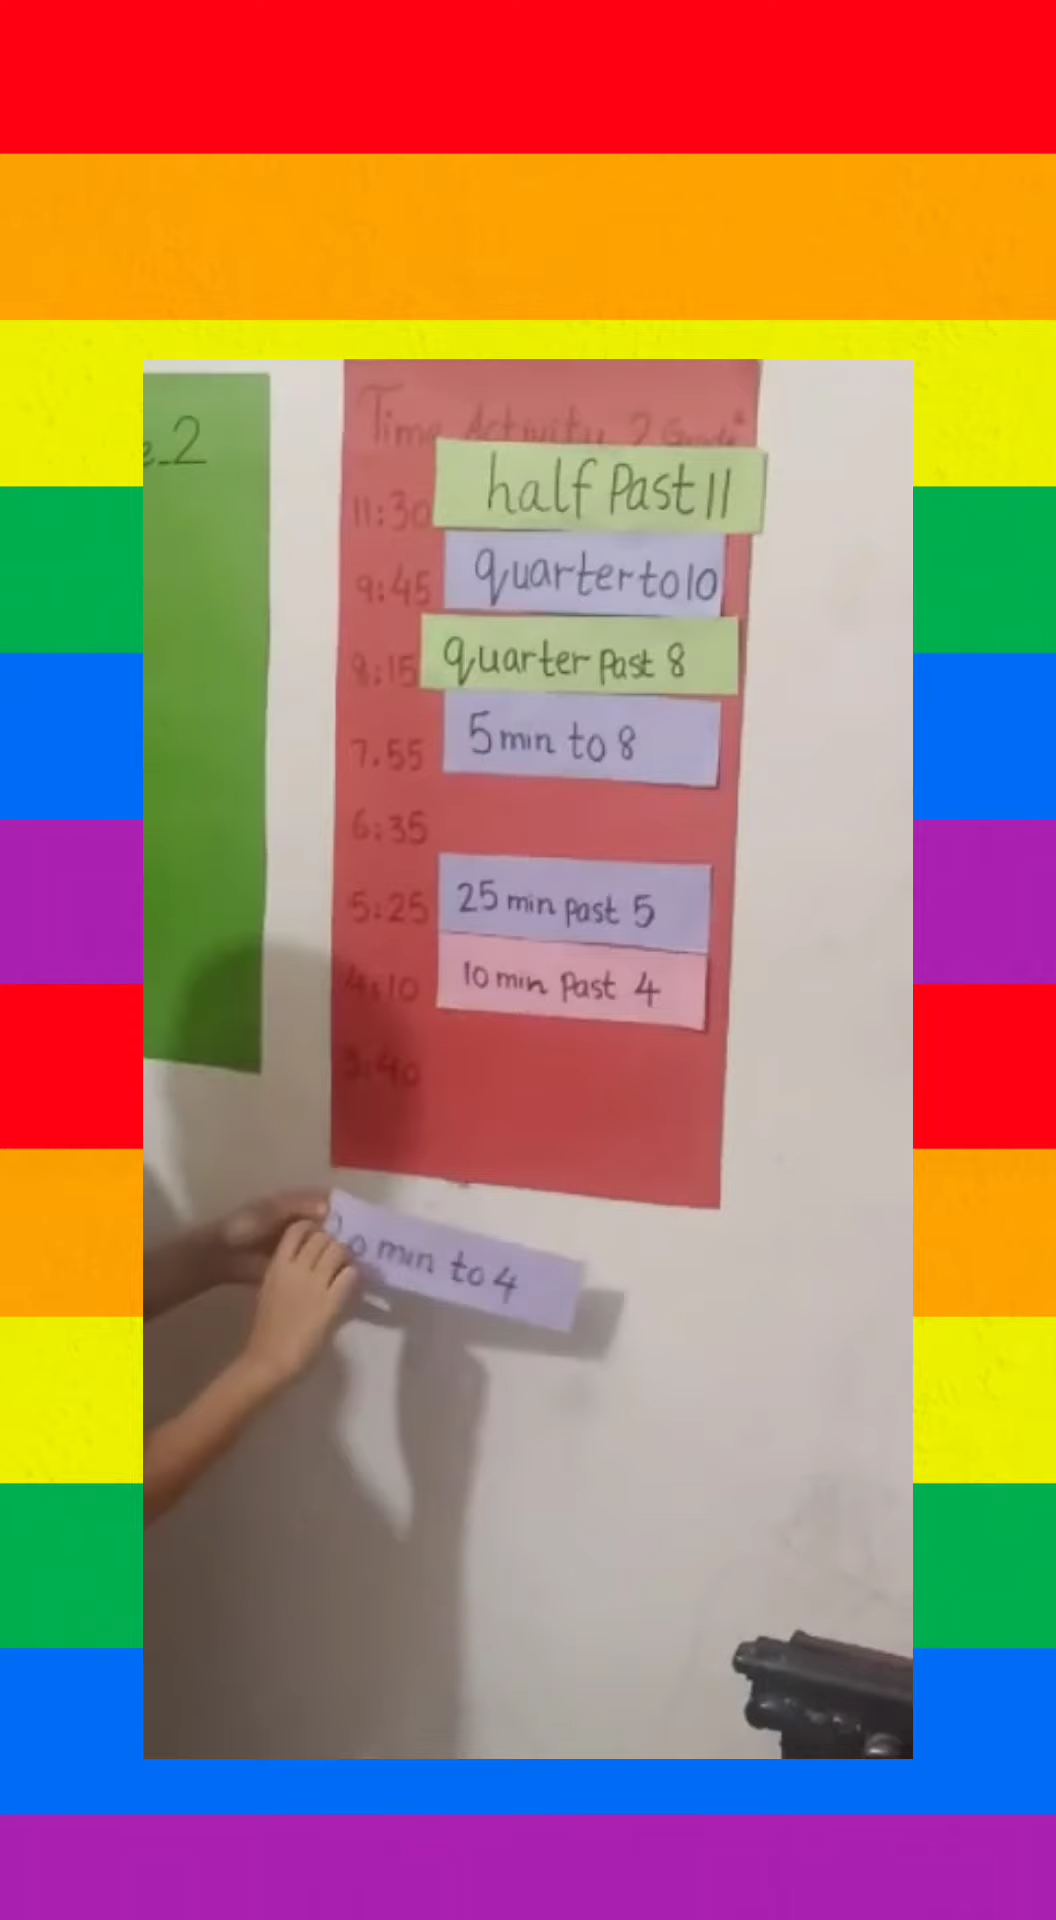 e.2
Time Activity 2 Grade
11:30 half Past 11
9:45 quarter to 10
8:15 quarter Past 8
7.55 5 min to 8
6:35
5:25 25 min past 5
4:10 10 min Past 4
3:40
20 min to 4